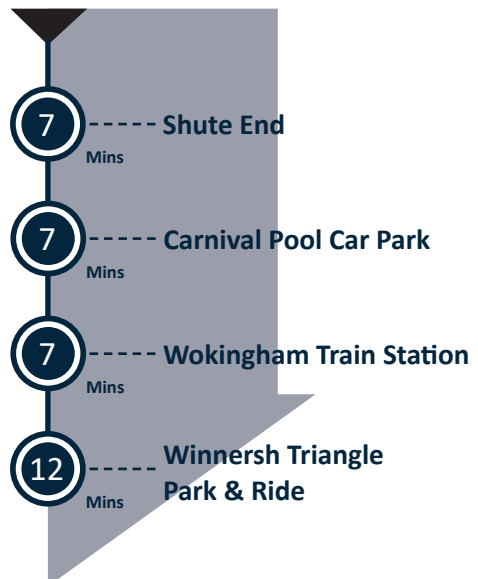 7
Shute End
Mins
7
Carnival Pool Car Park
Mins
7
Wokingham Train Station
Mins
12
Winnersh Triangle
Park & Ride
Mins